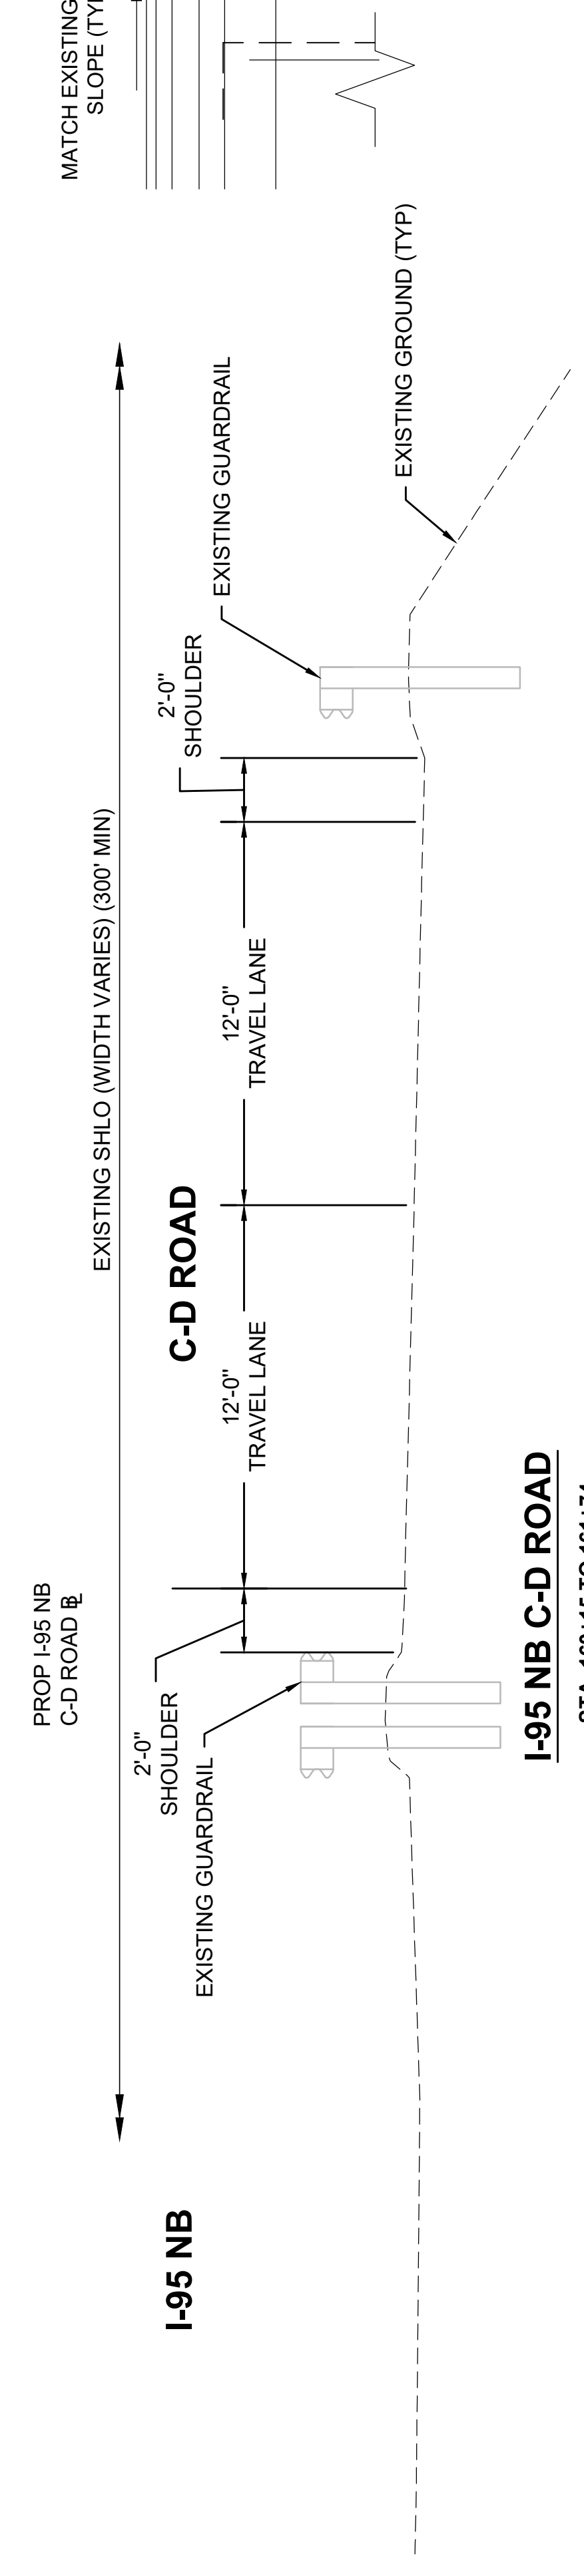 MATCH EXISTING
SLOPE (TYP
EXISTING SHLO (WIDTH VARIES) (300' MIN)
PROP I-95 NB
C-D ROAD BL
I-95 NB
C-D ROAD
2'-0"
SHOULDER
EXISTING GUARDRAIL
12'-0"
TRAVEL LANE
12'-0"
TRAVEL LANE
2'-0"
SHOULDER
EXISTING GUARDRAIL
EXISTING GROUND (TYP)
I-95 NB C-D ROAD